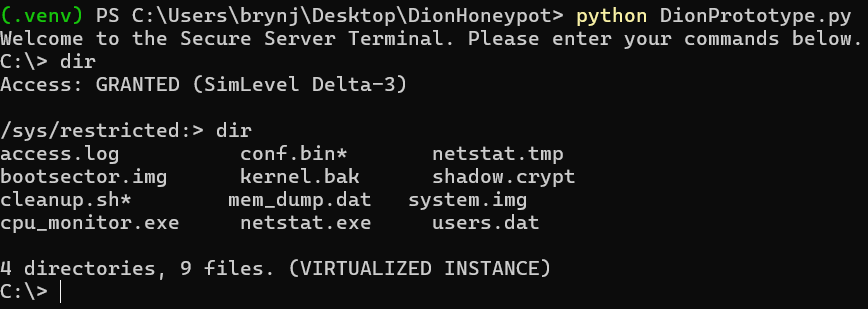 (.venv) PS C:\Users\brynj\Desktop\DionHoneypot> python DionPrototype.py
Welcome to the Secure Server Terminal. Please enter your commands below.
C:\> dir
Access: GRANTED (SimLevel Delta-3)
/sys/restricted:> dir
access.log conf.bin* netstat.tmp
bootsector.img kernel.bak shadow.crypt
cleanup.sh* mem_dump.dat system.img
cpu_monitor.exe netstat.exe users.dat
4 directories, 9 files. (VIRTUALIZED INSTANCE)
C:\>